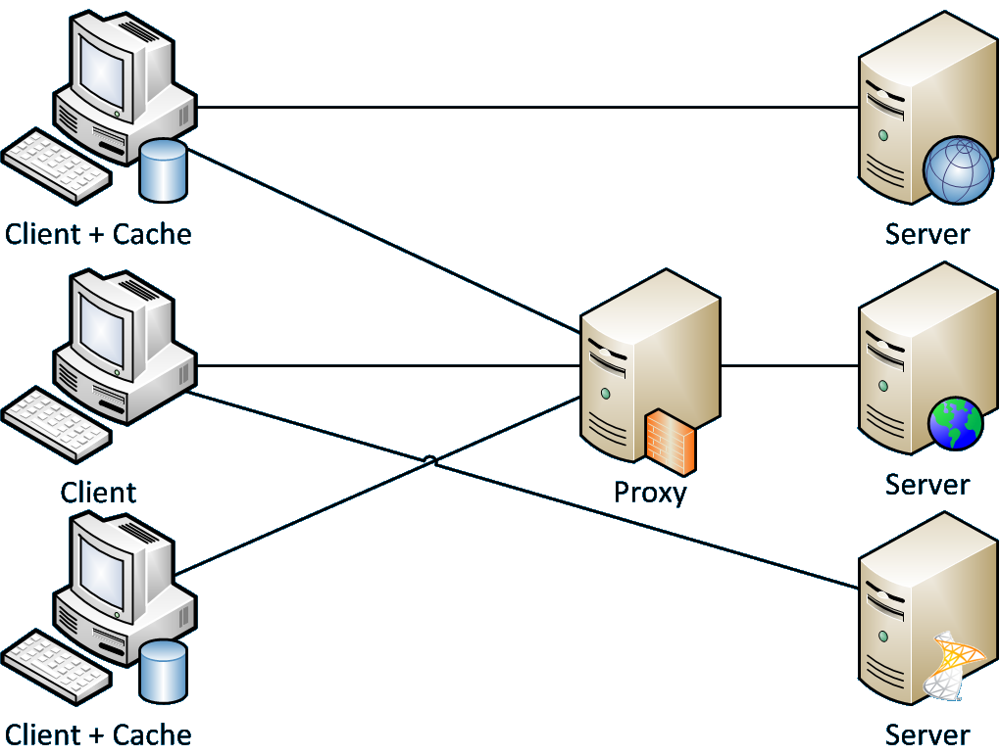 Client + Cache
Server
Client
Proxy
Server
Client + Cache
Server